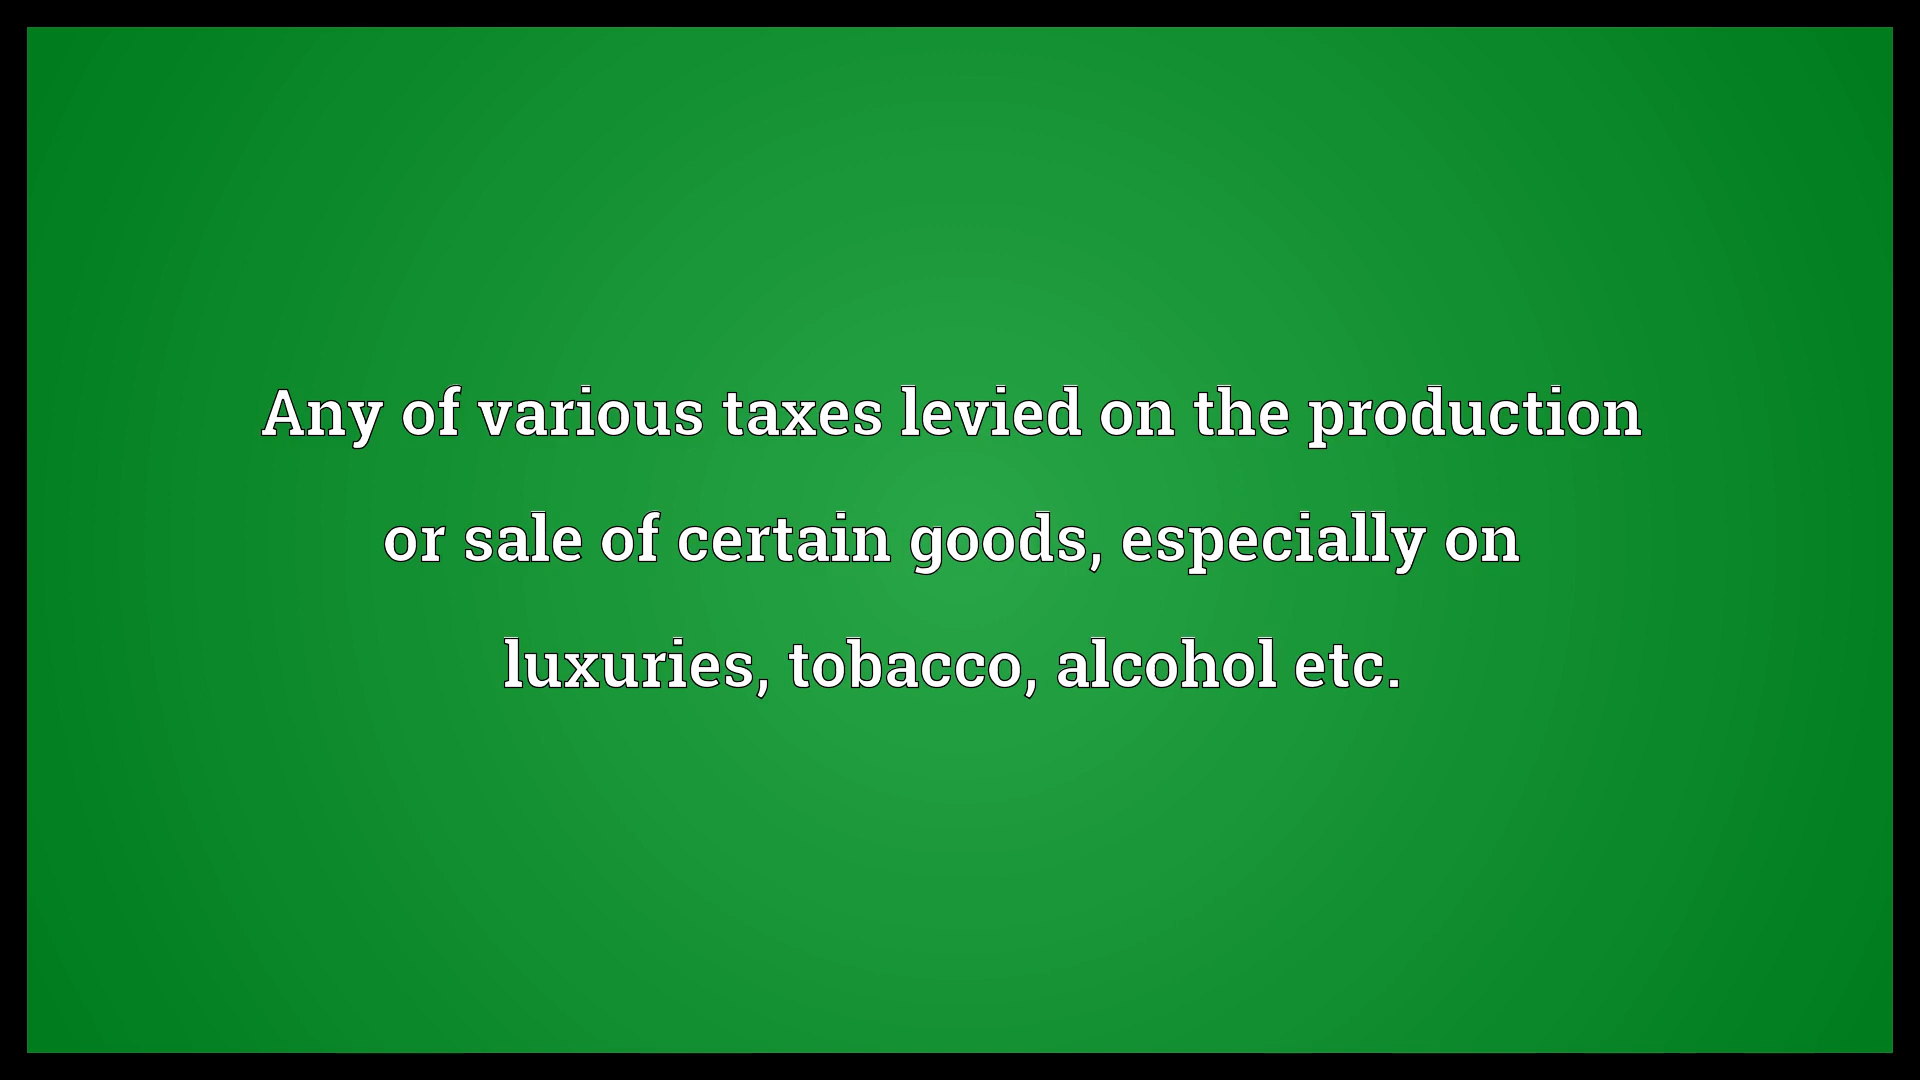 Any of various taxes levied on the production
or sale of certain goods, especially on
luxuries, tobacco, alcohol etc.